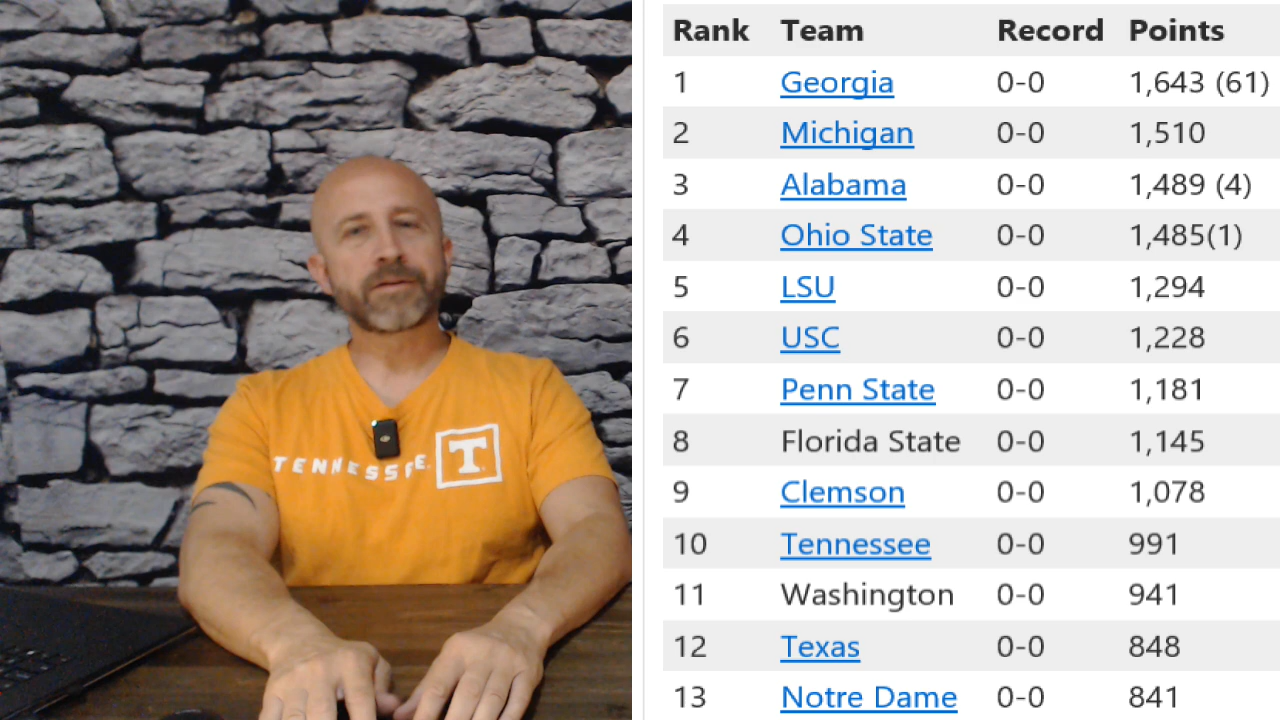 TENNESSEE
T
Rank Team Record Points
1 Georgia 0-0 1,643 (61)
2 Michigan 0-0 1,510
3 Alabama 0-0 1,489 (4)
4 Ohio State 0-0 1,485(1)
5 LSU 0-0 1,294
6 USC 0-0 1,228
7 Penn State 0-0 1,181
8 Florida State 0-0 1,145
9 Clemson 0-0 1,078
10 Tennessee 0-0 991
11 Washington 0-0 941
12 Texas 0-0 848
13 Notre Dame 0-0 841